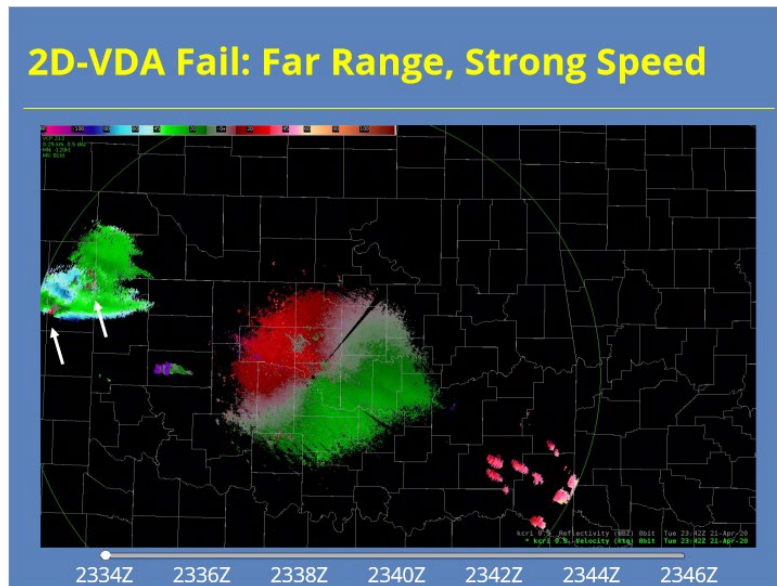 2D-VDA Fail: Far Range, Strong Speed
kcri 0.5 Reflectivity (dBZ) 8bit Tue 23:42Z 21-Apr-20
* kcri 0.5 Velocity (kts) 8bit Tue 23:42Z 21-Apr-20
2334Z 2336Z 2338Z 2340Z 2342Z 2344Z 2346Z